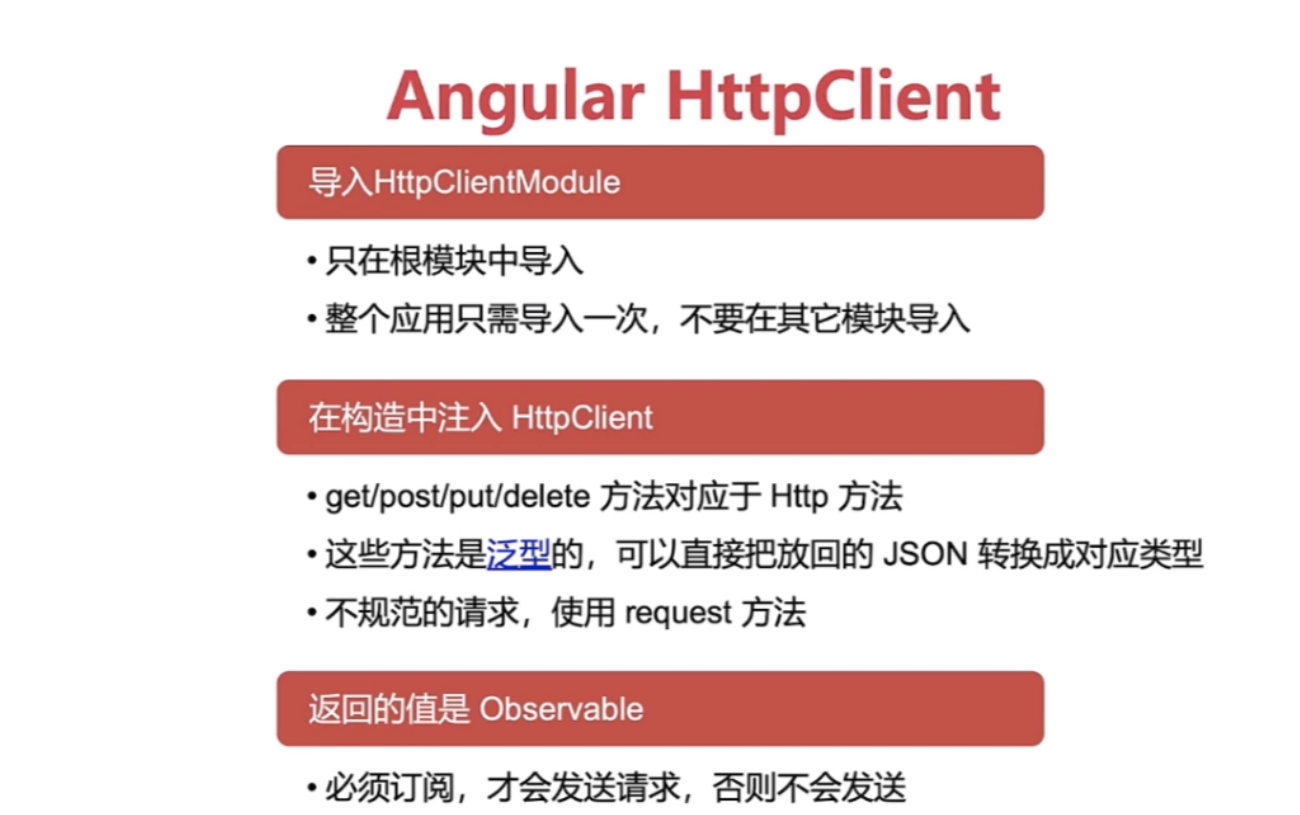 Angular HttpClient
导入HttpClientModule
• 只在根模块中导入
• 整个应用只需导入一次，不要在其它模块导入
在构造中注入 HttpClient
• get/post/put/delete 方法对应于 Http 方法
• 这些方法是泛型的，可以直接把放回的 JSON 转换成对应类型
• 不规范的请求，使用 request 方法
返回的值是 Observable
• 必须订阅，才会发送请求，否则不会发送